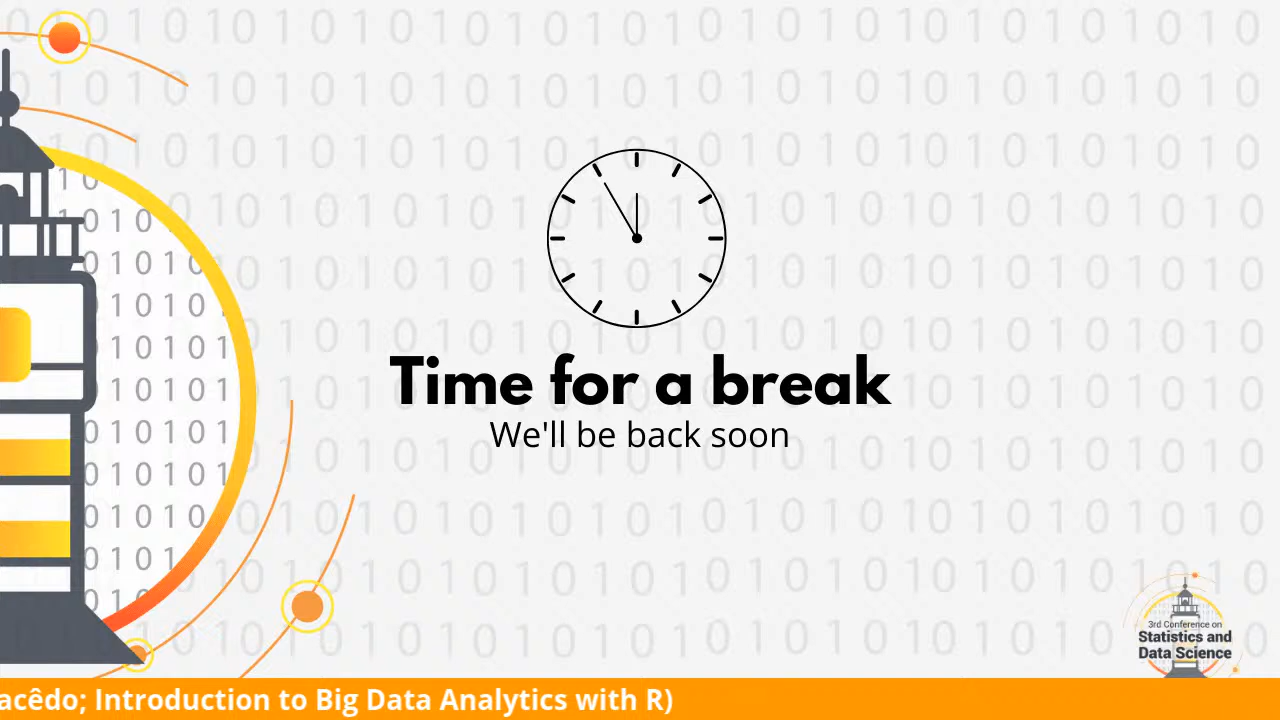 Time for a break
We'll be back soon
3rd Conference on
Statistics and
Data Science
acêdo; Introduction to Big Data Analytics with R)